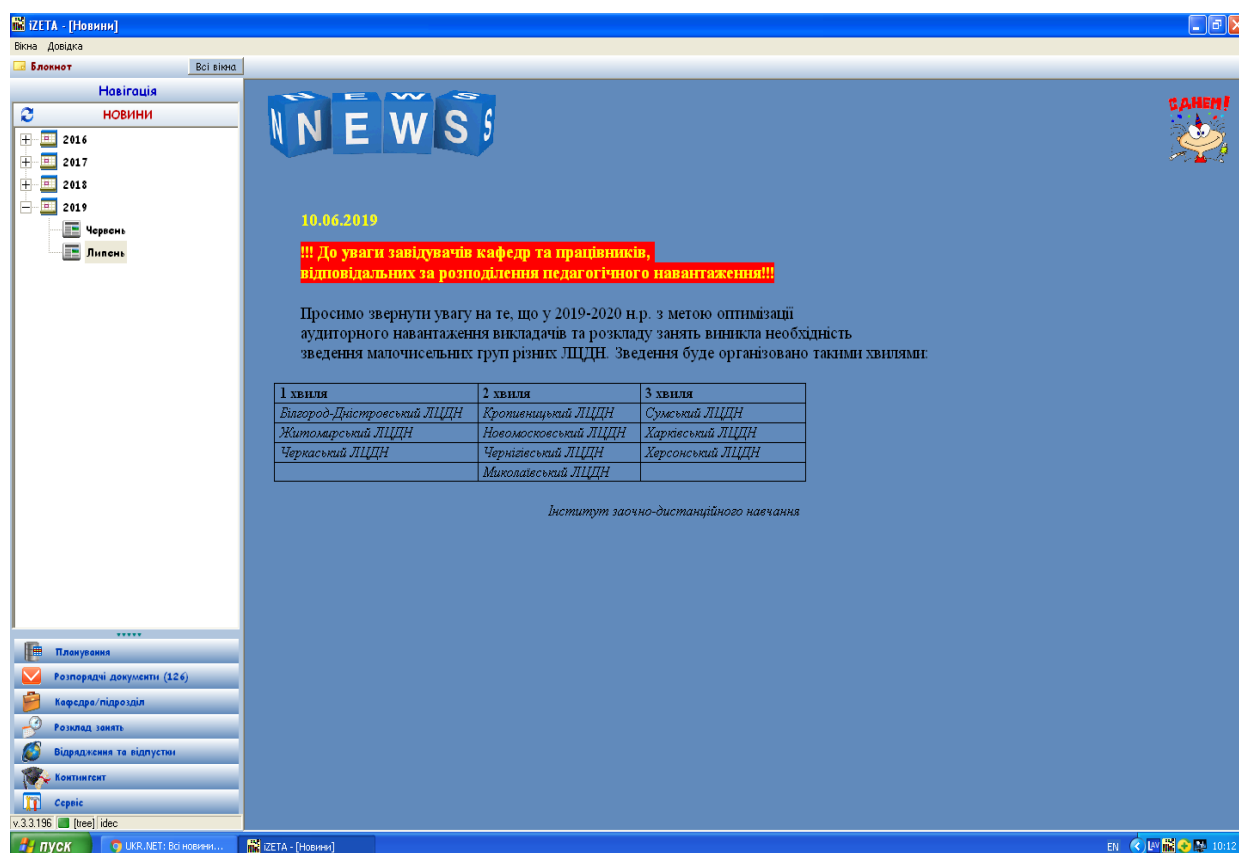 iZETA - [Новини]
Вікна Довідка
Блокнот Всі вікна
Навігація
НОВИНИ
2016
2017
2018
2019
Червень
Липень
NEWS
N NEWS S
С ДНЕМ!
10.06.2019
!!! До уваги завідувачів кафедр та працівників,
відповідальних за розподілення педагогічного навантаження!!!
Просимо звернути увагу на те, що у 2019-2020 н.р. з метою оптимізації
аудиторного навантаження викладачів та розкладу занять виникла необхідність
зведення малочисельних груп різних ЛЦДН. Зведення буде організовано такими хвилями:
1 хвиля 2 хвиля 3 хвиля
Білгород-Дністровський ЛЦДН Кропивницький ЛЦДН Сумський ЛЦДН
Житомирський ЛЦДН Новомосковський ЛЦДН Харківський ЛЦДН
Черкаський ЛЦДН Чернігівський ЛЦДН Херсонський ЛЦДН
Миколаївський ЛЦДН
Інститут заочно-дистанційного навчання
Планування
Розпорядчі документи (126)
Кафедра/підрозділ
Розклад занять
Відрядження та відпустки
Контингент
Сервіс
v.3.3.196 [tree] idec
пуск UKR.NET: Всі новини... iZETA - [Новини] EN LAV 10:12